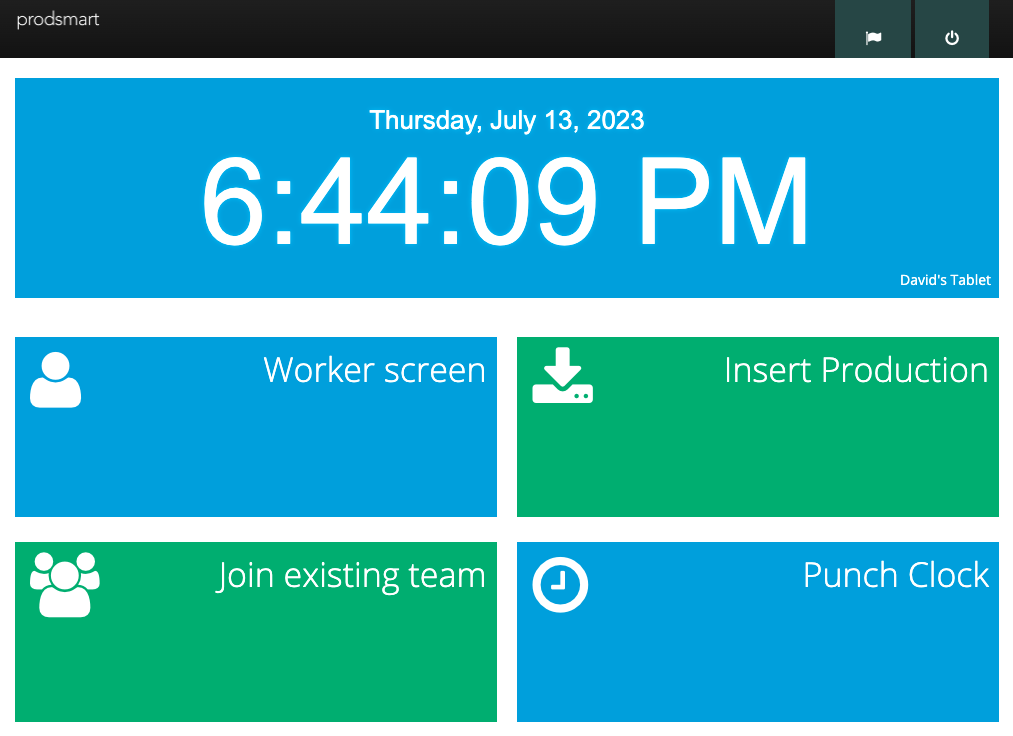 prodsmart
Thursday, July 13, 2023
6:44:09 PM
David's Tablet
Worker screen
Insert Production
Join existing team
Punch Clock